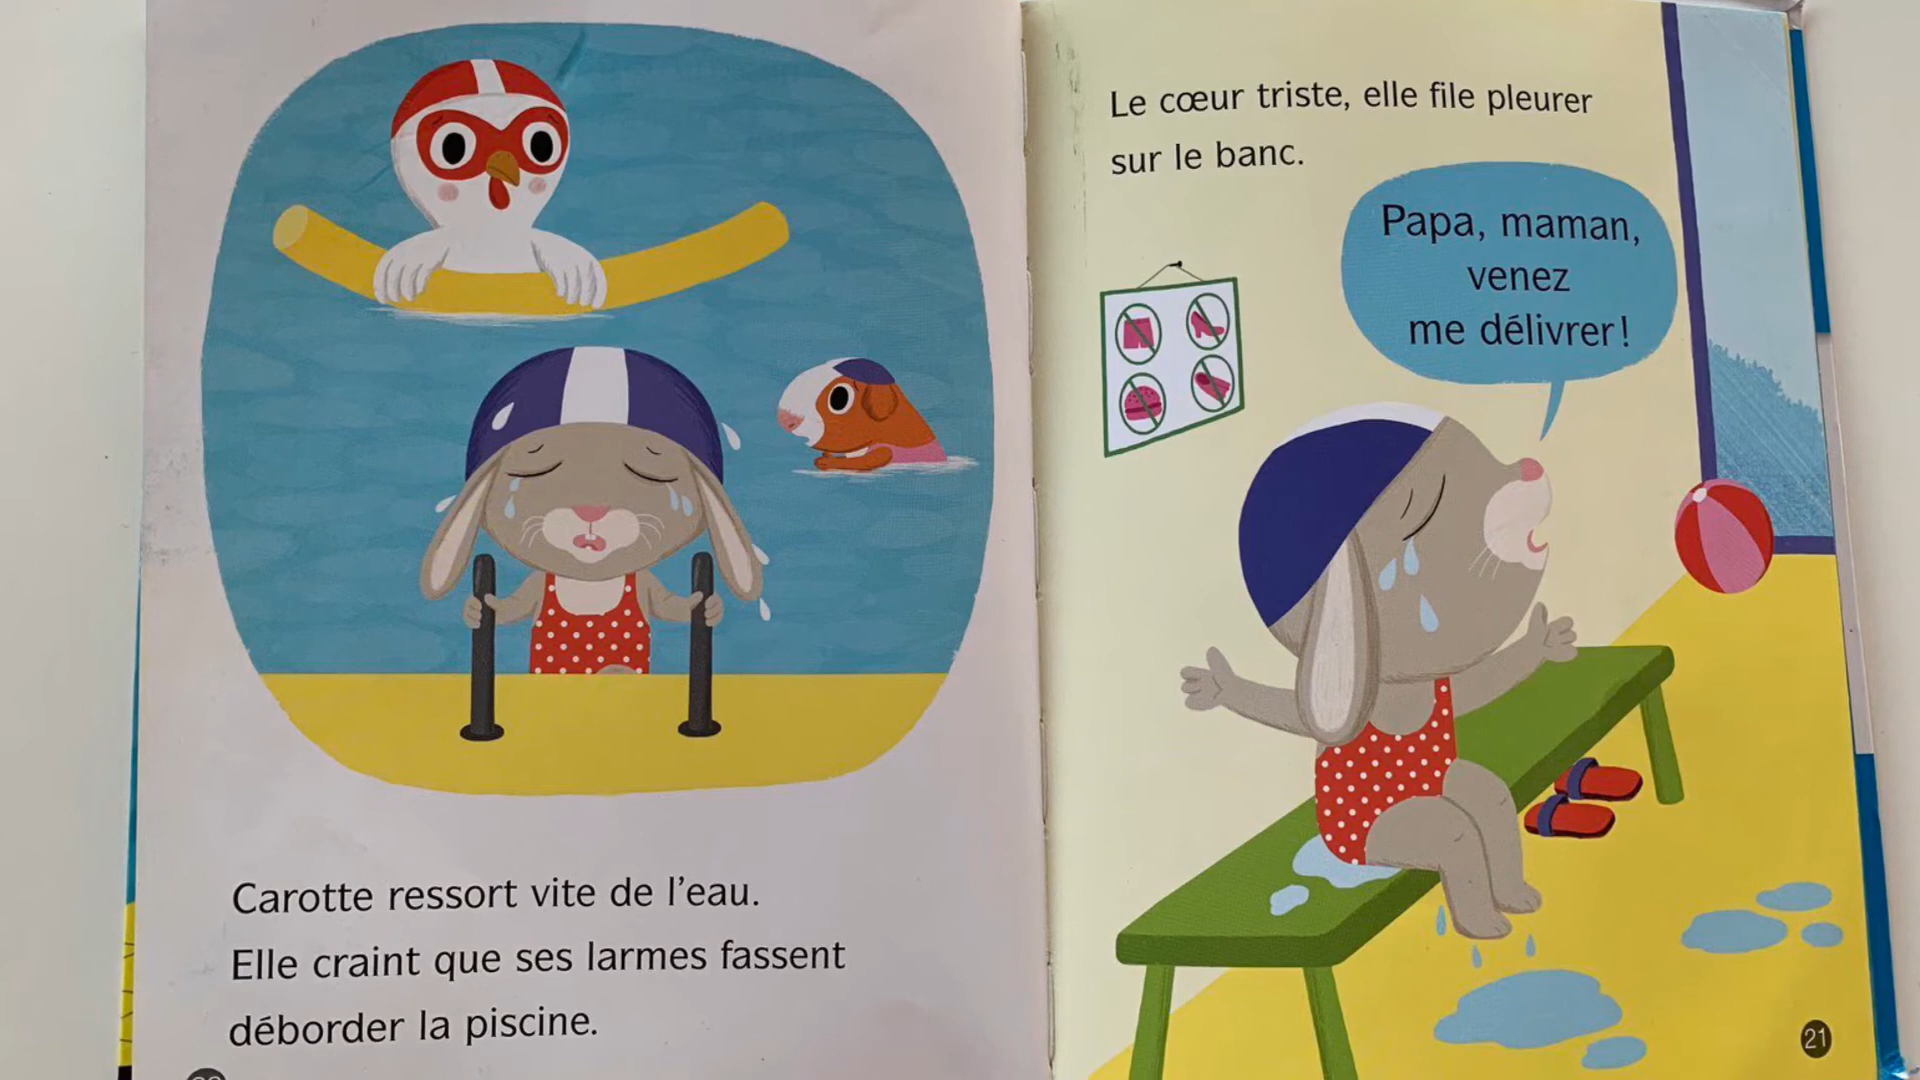 Carotte ressort vite de l'eau.
Elle craint que ses larmes fassent
déborder la piscine.
Le cœur triste, elle file pleurer
sur le banc.
Papa, maman,
venez
me délivrer !
21